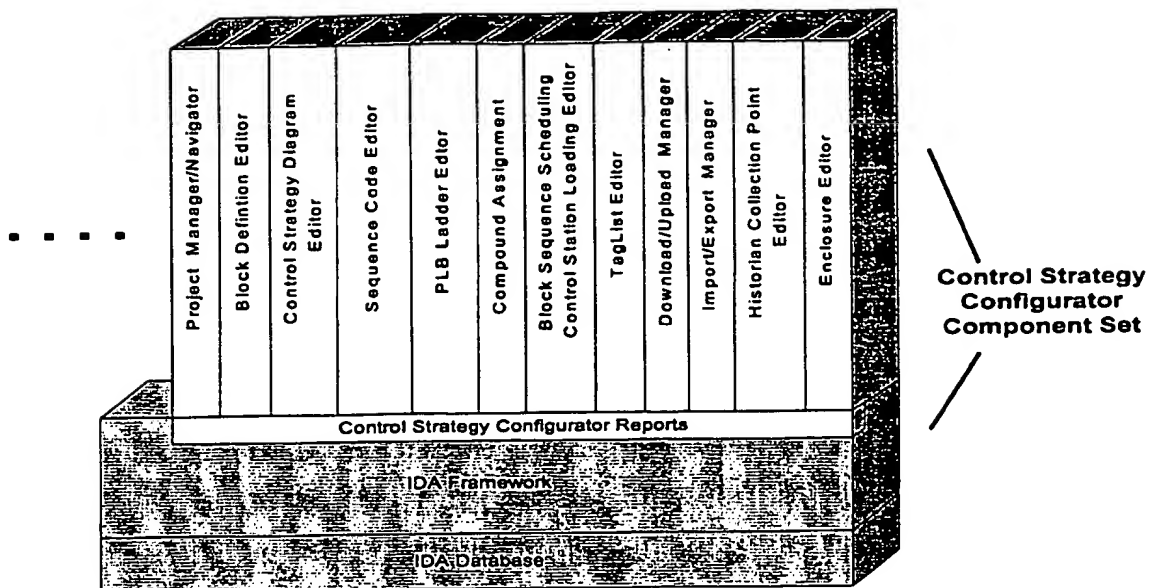 Project Manager/Navigator
Block Defintion Editor
Control Strategy Diagram
Editor
Sequence Code Editor
PLB Ladder Edtor
Compound Assignment
Block Sequence Scheduling
Control Station Loading Editor
TagList Editor
Download/Upload Manager
Import/Export Manager
Historian Collection Point
Editor
Enclosure Editor
Control Strategy
Configurator
Component Set
Control Strategy Configurator Reports
IDA Framework
IDA Database